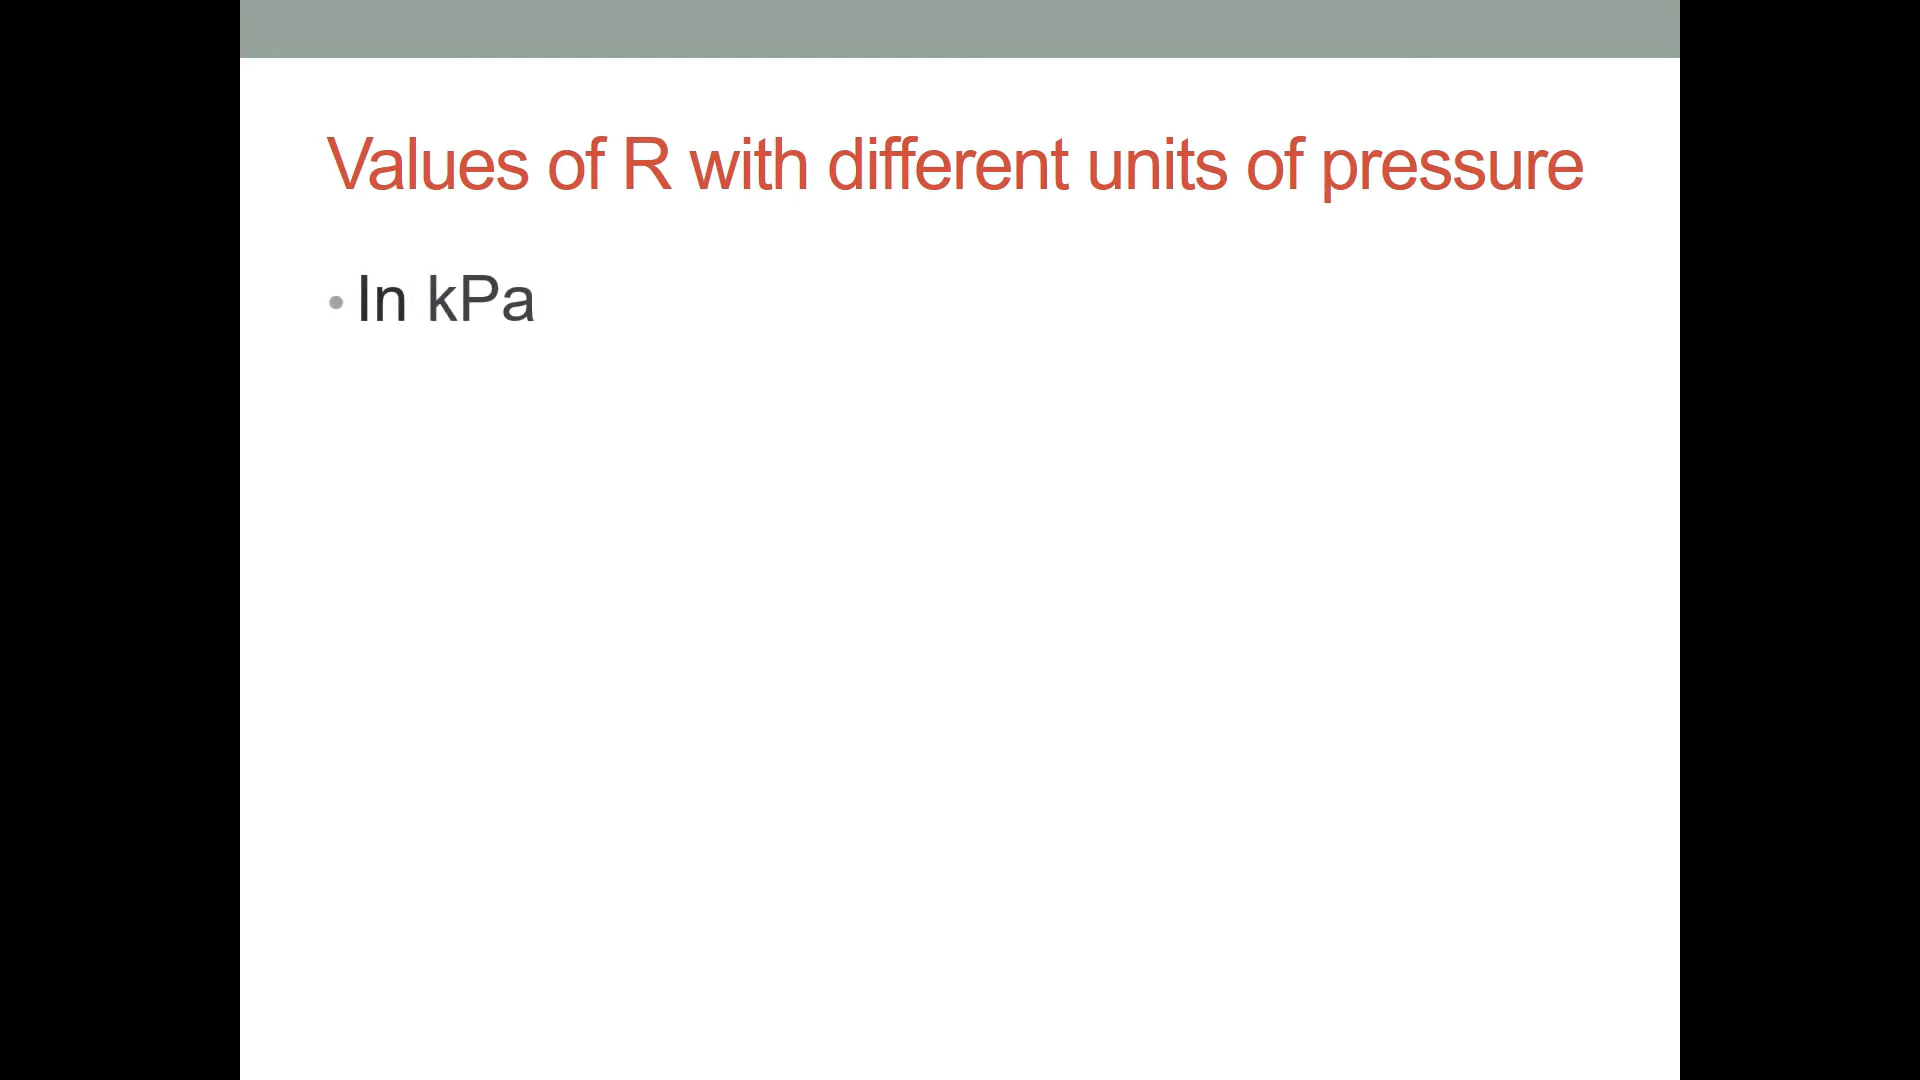 Values of R with different units of pressure
• In kPa